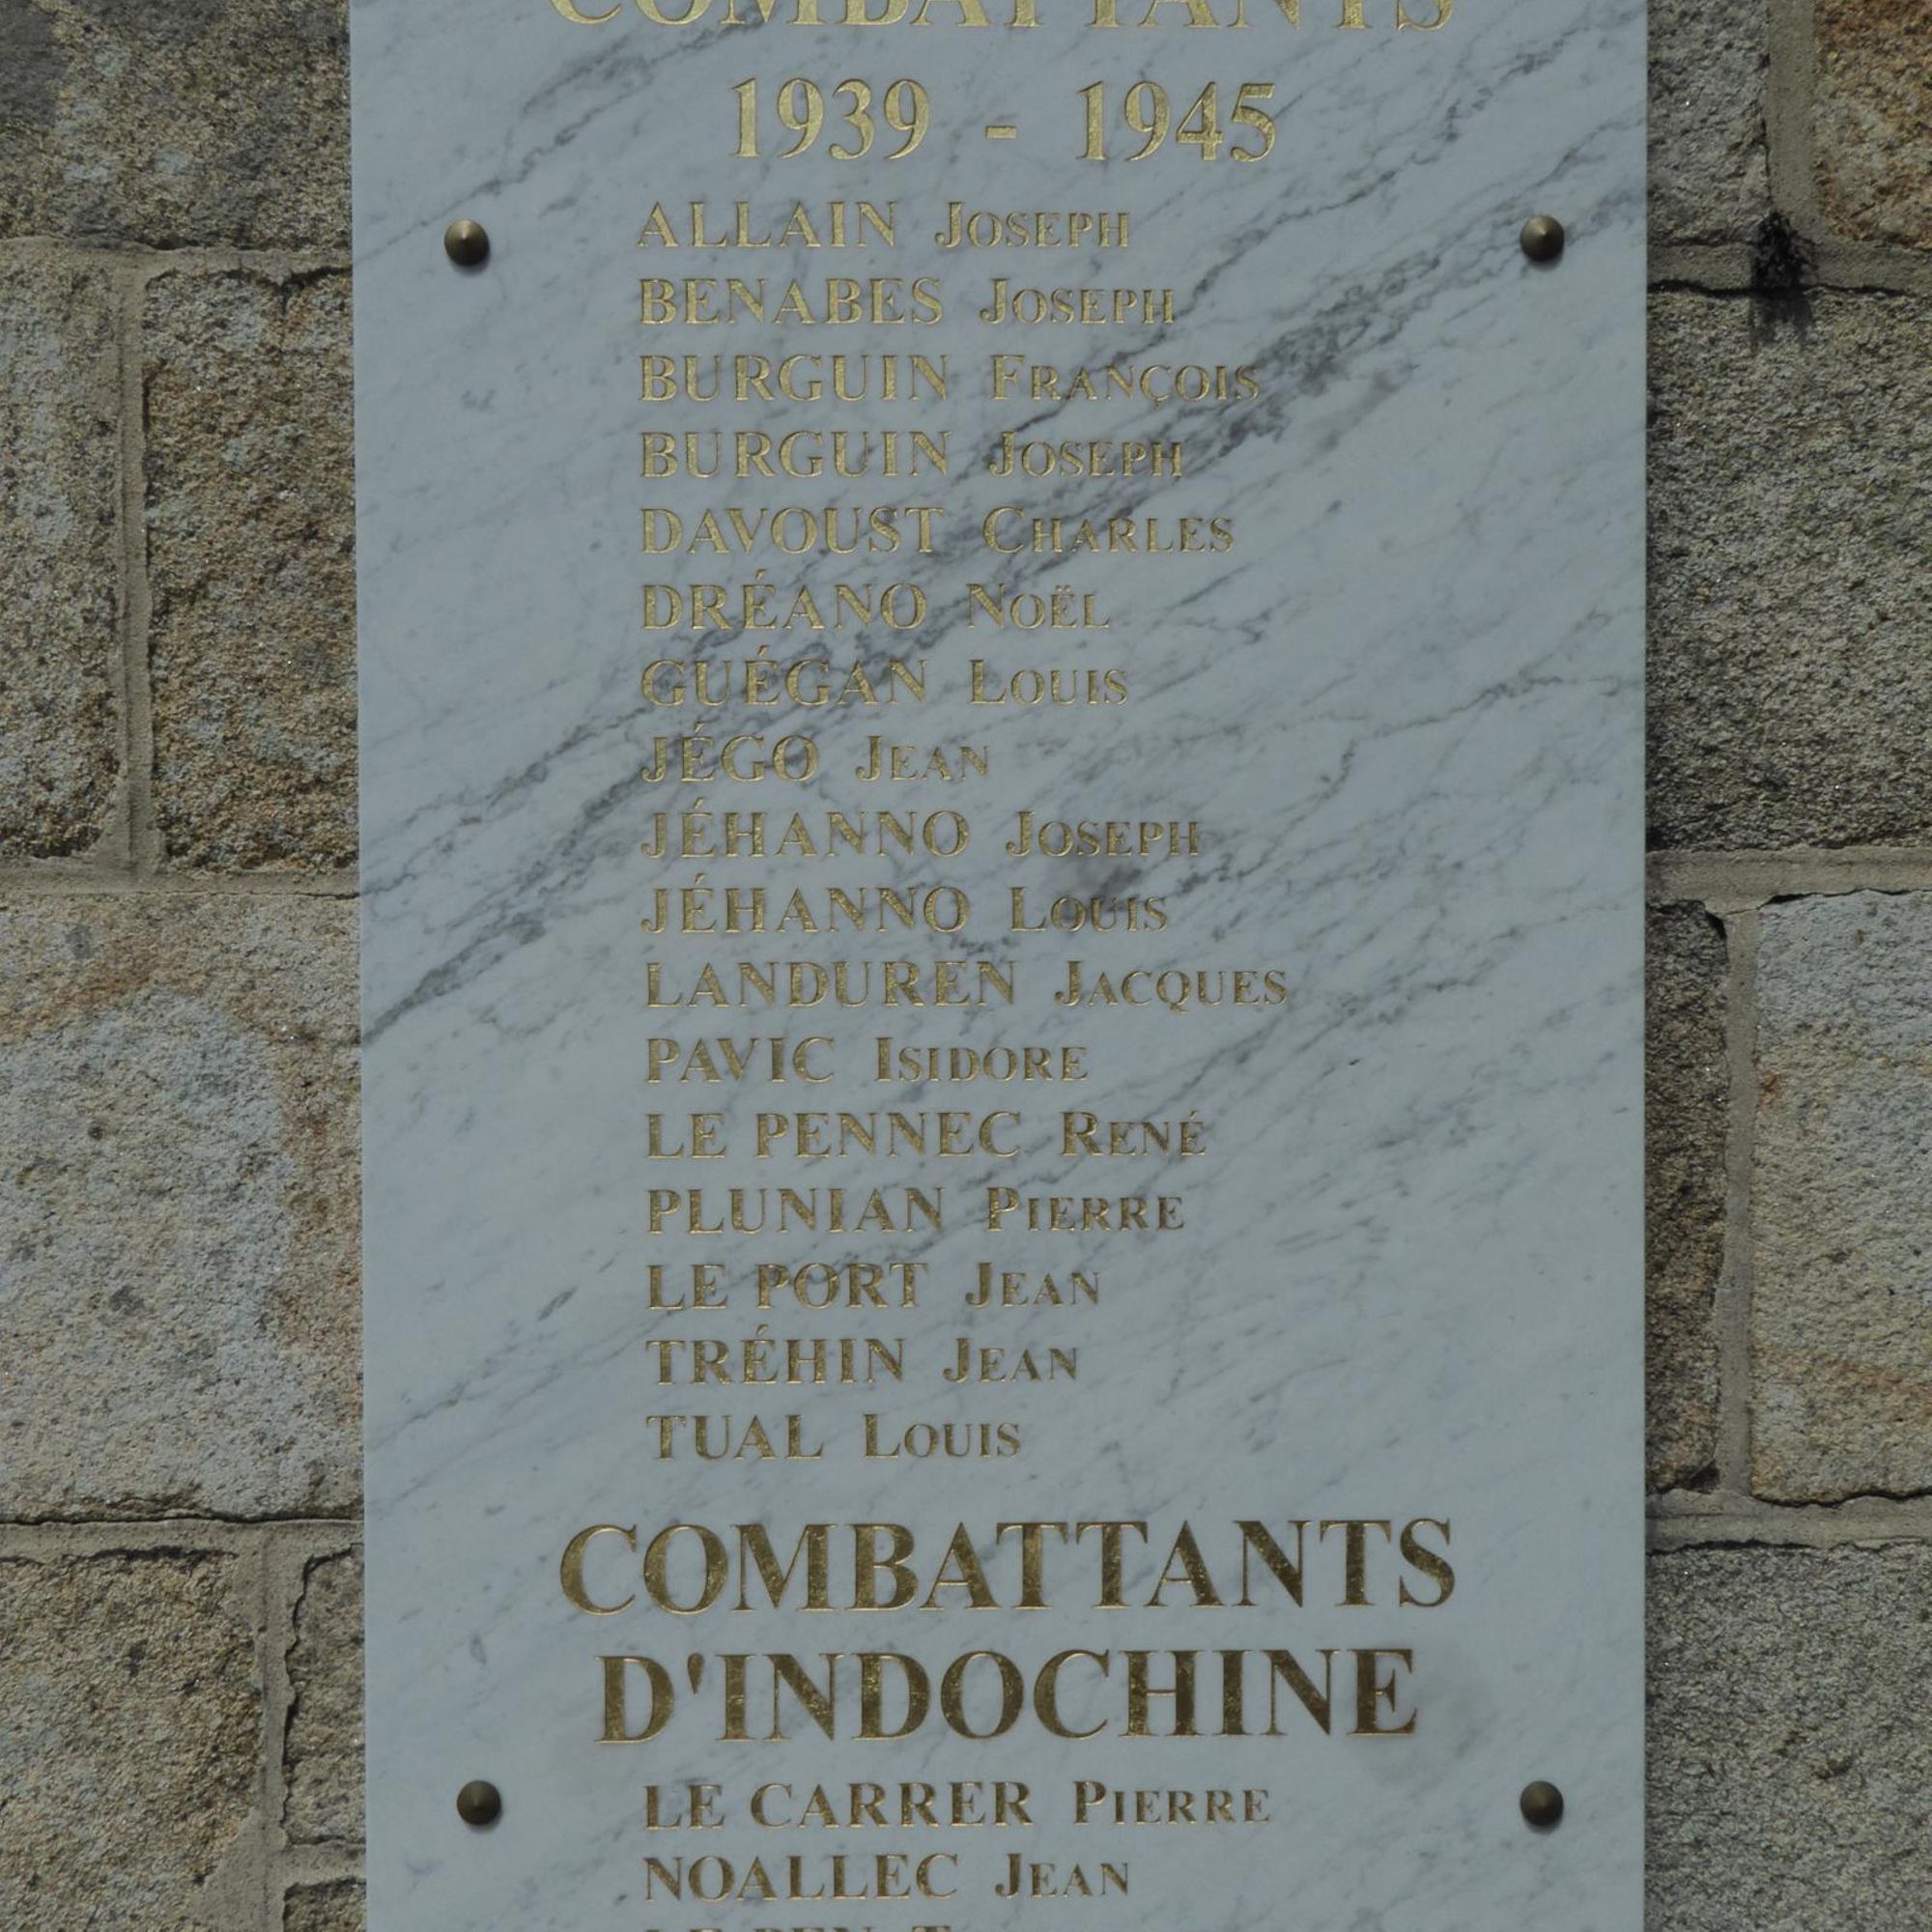 COMBATTANTS
1939 - 1945
ALLAIN JOSEPH
BENABES JOSEPH
BURGUIN FRANÇOIS
BURGUIN JOSEPH
DAVOUST CHARLES
DRÉANO NOËL
GUÉGAN LOUIS
JÉGO JEAN
JÉHANNO JOSEPH
JÉHANNO LOUIS
LANDUREN JACQUES
PAVIC ISIDORE
LE PENNEC RENÉ
PLUNIAN PIERRE
LE PORT JEAN
TRÉHIN JEAN
TUAL LOUIS
COMBATTANTS
D'INDOCHINE
LE CARRER PIERRE
NOALLEC JEAN